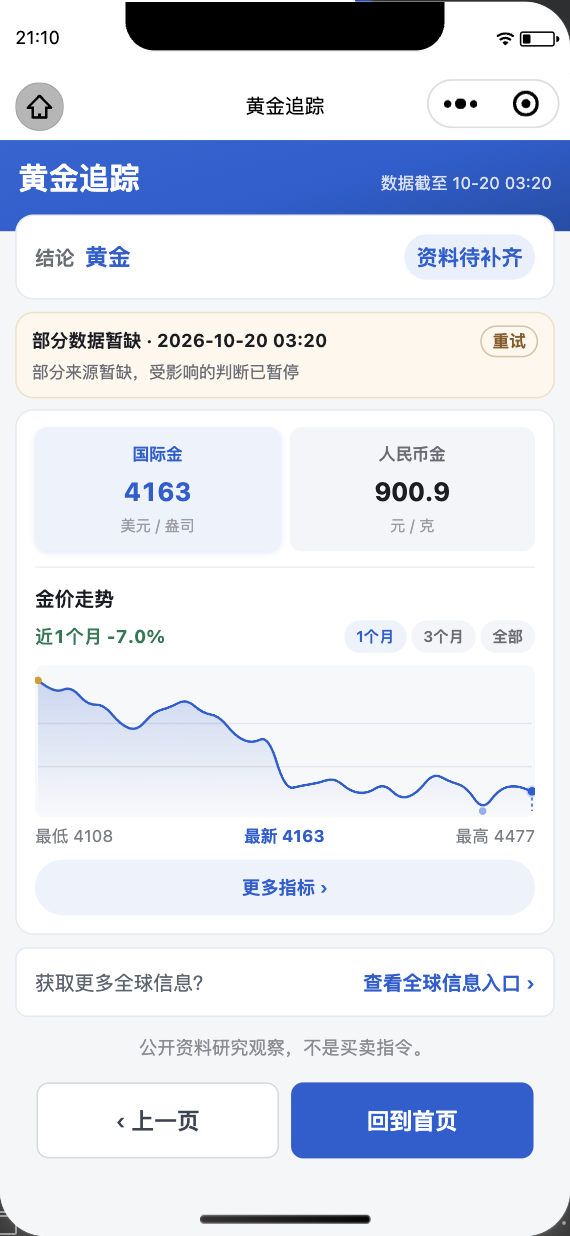 21:10
黄金追踪
黄金追踪
数据截至 10-20 03:20
结论 黄金
资料待补齐
部分数据暂缺 · 2026-10-20 03:20
重试
部分来源暂缺，受影响的判断已暂停
国际金
4163
美元 / 盎司
人民币金
900.9
元 / 克
金价走势
近1个月 -7.0%
1个月
3个月
全部
最低 4108
最新 4163
最高 4477
更多指标 ›
获取更多全球信息?
查看全球信息入口 ›
公开资料研究观察，不是买卖指令。
‹ 上一页
回到首页